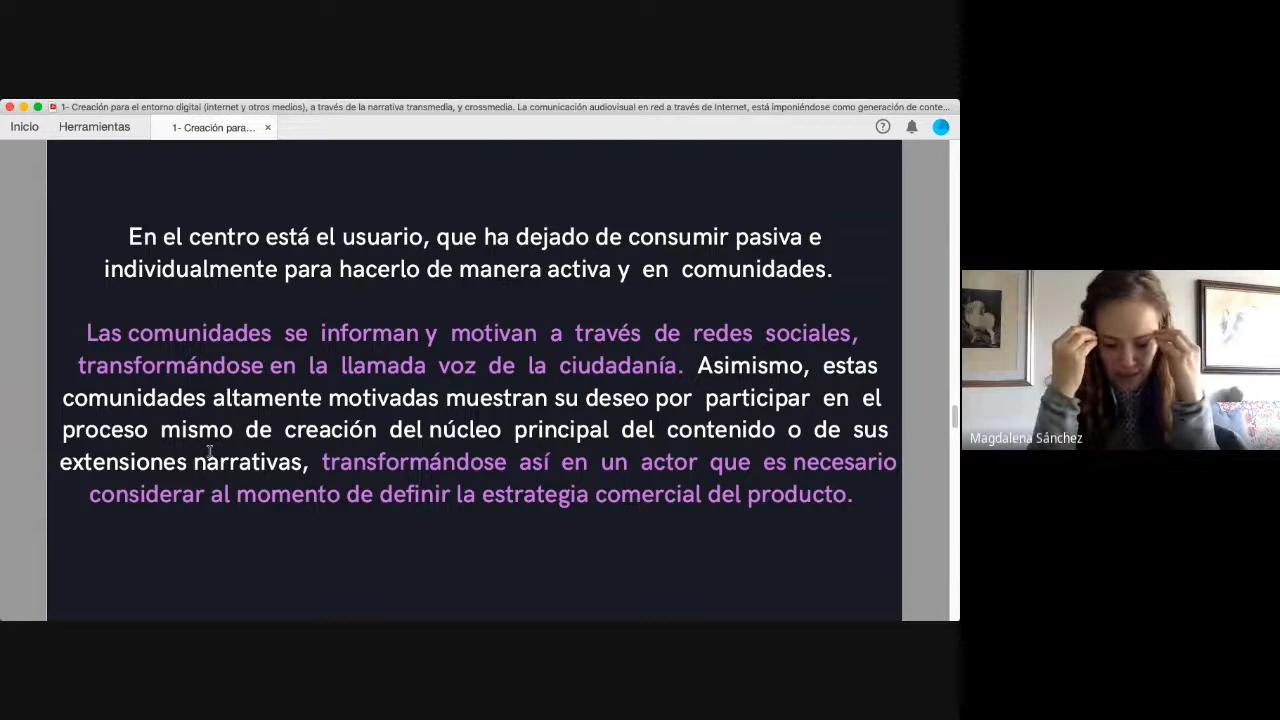 1- Creación para el entorno digital (internet y otros medios), a través de la narrativa transmedia, y crossmedia. La comunicación audiovisual en red a través de Internet, está imponiéndose como generación de conte...
Inicio Herramientas 1- Creación para... ×
En el centro está el usuario, que ha dejado de consumir pasiva e
individualmente para hacerlo de manera activa y en comunidades.
Las comunidades se informan y motivan a través de redes sociales,
transformándose en la llamada voz de la ciudadanía. Asimismo, estas
comunidades altamente motivadas muestran su deseo por participar en el
proceso mismo de creación del núcleo principal del contenido o de sus
extensiones narrativas, transformándose así en un actor que es necesario
considerar al momento de definir la estrategia comercial del producto.
Magdalena Sánchez